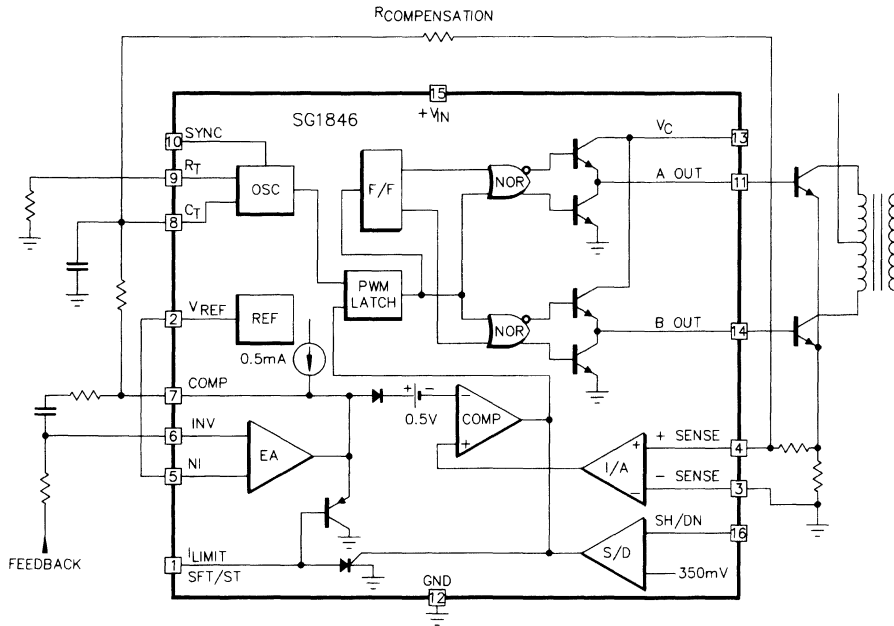 RCOMPENSATION
15
+VIN
SG1846
10 SYNC
9 RT
8 CT
OSC
F/F
NOR
VC 13
A OUT 11
PWM
LATCH
2 VREF
REF
0.5mA
NOR
B OUT 14
7 COMP
+ -
0.5V
- COMP +
6 INV
5 NI
EA
I/A
+
-
+ SENSE 4
- SENSE 3
SH/DN 16
S/D
350mV
FEEDBACK
1 ILIMIT
SFT/ST
GND
12